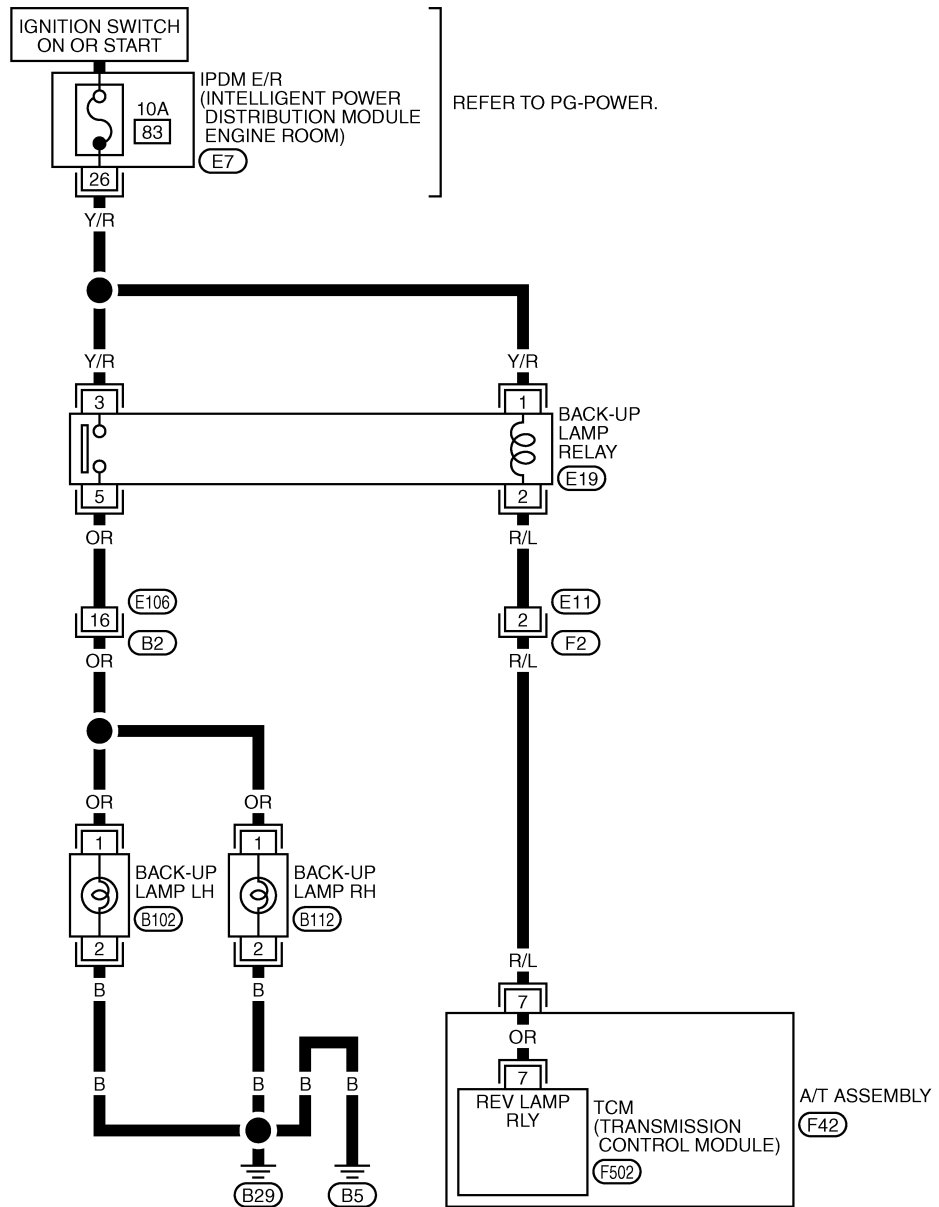 IGNITION SWITCH
ON OR START
IPDM E/R
(INTELLIGENT POWER
DISTRIBUTION MODULE
ENGINE ROOM)
E7
10A
83
REFER TO PG-POWER.
26
Y/R
Y/R
Y/R
3
1
BACK-UP
LAMP
RELAY
E19
5
2
OR
R/L
E106
16
B2
E11
2
F2
OR
R/L
OR
OR
1
1
BACK-UP
LAMP LH
B102
BACK-UP
LAMP RH
B112
2
2
B
B
R/L
7
OR
7
B
B
B
B
REV LAMP
RLY
TCM
(TRANSMISSION
CONTROL MODULE)
F502
A/T ASSEMBLY
F42
B29
B5